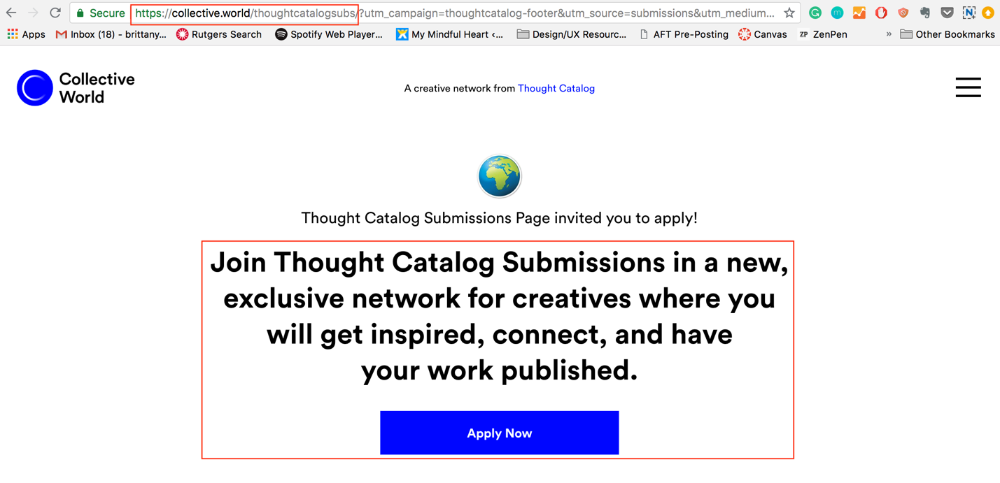 Secure https://collective.world/thoughtcatalogsubs/?utm_campaign=thoughtcatalog-footer&utm_source=submissions&utm_medium...
Apps Inbox (18) - brittany... Rutgers Search Spotify Web Player... My Mindful Heart <... Design/UX Resourc... AFT Pre-Posting Canvas ZP ZenPen » Other Bookmarks
Collective
World
A creative network from Thought Catalog
Thought Catalog Submissions Page invited you to apply!
Join Thought Catalog Submissions in a new,
exclusive network for creatives where you
will get inspired, connect, and have
your work published.
Apply Now